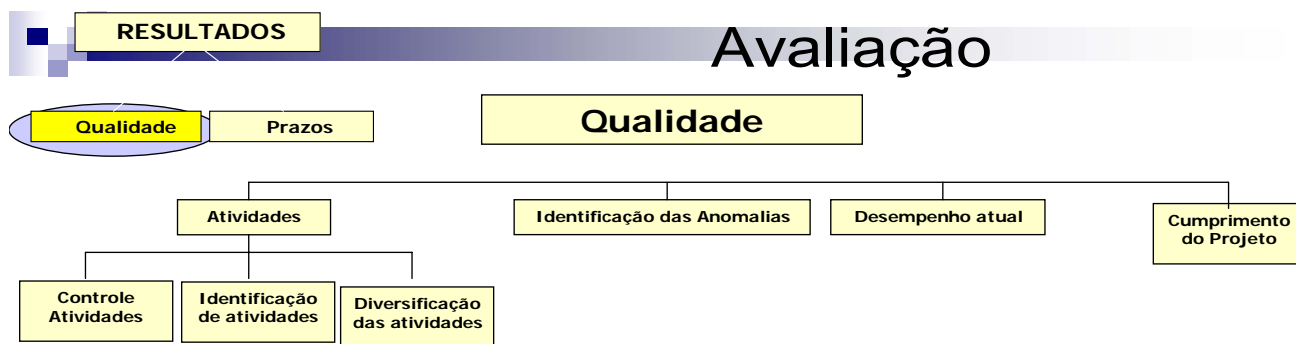 RESULTADOS
Avaliação
Qualidade
Prazos
Qualidade
Atividades
Identificação das Anomalias
Desempenho atual
Cumprimento
do Projeto
Controle
Atividades
Identificação
de atividades
Diversificação
das atividades